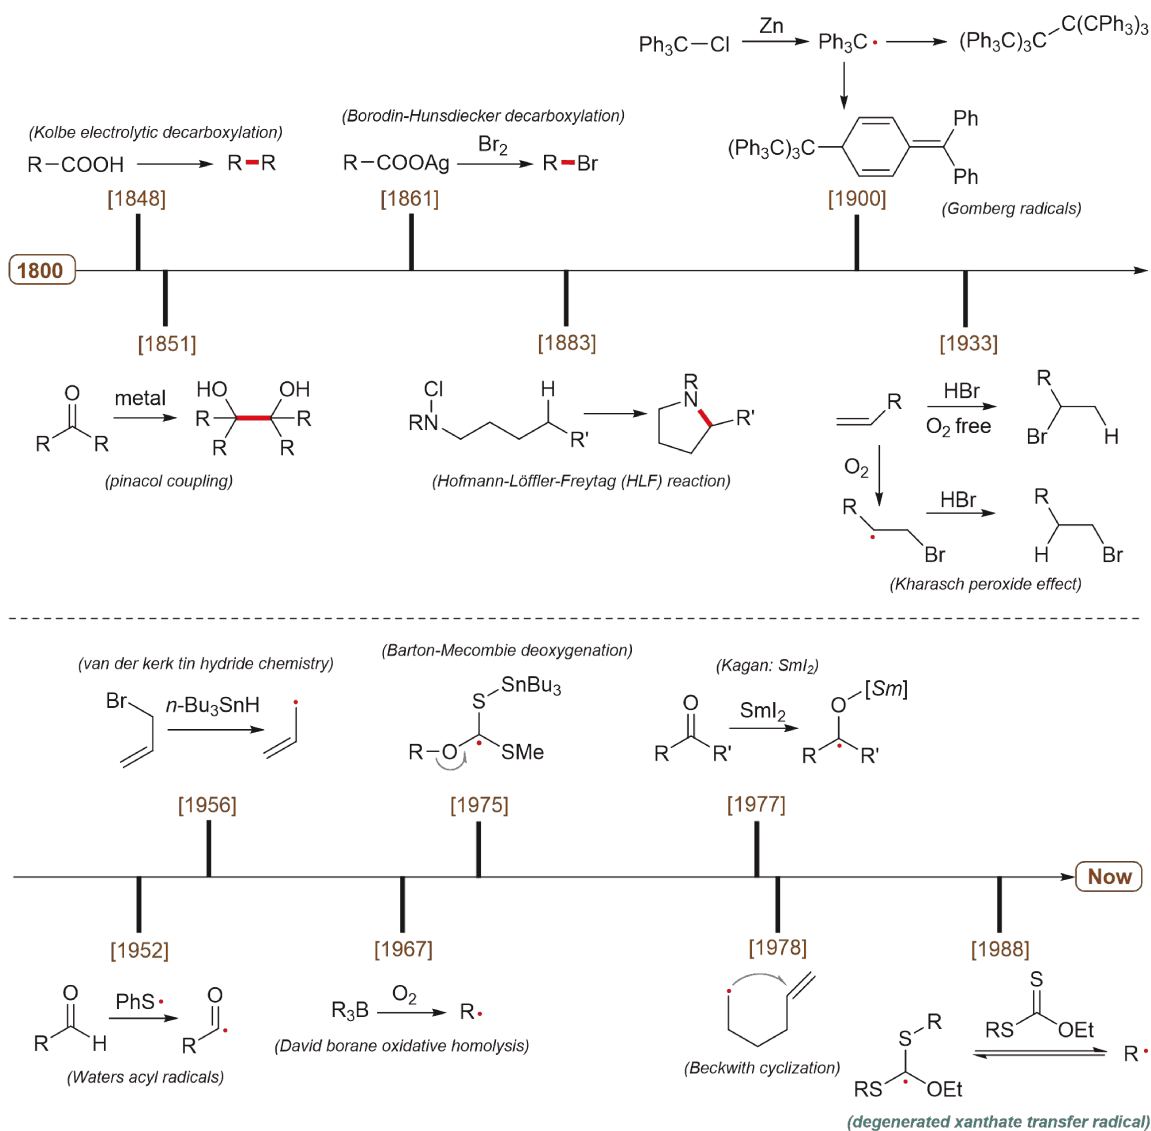 Ph3C–Cl
Zn
Ph3C•
(Ph3C)3C
C(CPh3)3
(Kolbe electrolytic decarboxylation)
R–COOH
R–R
[1848]
(Borodin-Hunsdiecker decarboxylation)
R–COOAg
Br2
R–Br
[1861]
(Ph3C)3C
Ph
Ph
[1900]
(Gomberg radicals)
1800
[1851]
[1883]
[1933]
O
R
R
metal
HO
OH
R
R
R
R
(pinacol coupling)
Cl
RN
H
R'
R
N
R'
(Hofmann-Löffler-Freytag (HLF) reaction)
R
HBr
O2 free
R
Br
H
O2
R
Br
HBr
R
H
Br
(Kharasch peroxide effect)
(van der kerk tin hydride chemistry)
Br
n-Bu3SnH
[1956]
(Barton-Mecombie deoxygenation)
SnBu3
S
R–O
SMe
[1975]
(Kagan: SmI2)
O
R
R'
SmI2
O
[Sm]
R
R'
[1977]
Now
[1952]
[1967]
[1978]
[1988]
O
R
H
PhS•
O
R
(Waters acyl radicals)
R3B
O2
R•
(David borane oxidative homolysis)
(Beckwith cyclization)
R
S
RS
OEt
S
RS
OEt
R•
(degenerated xanthate transfer radical)